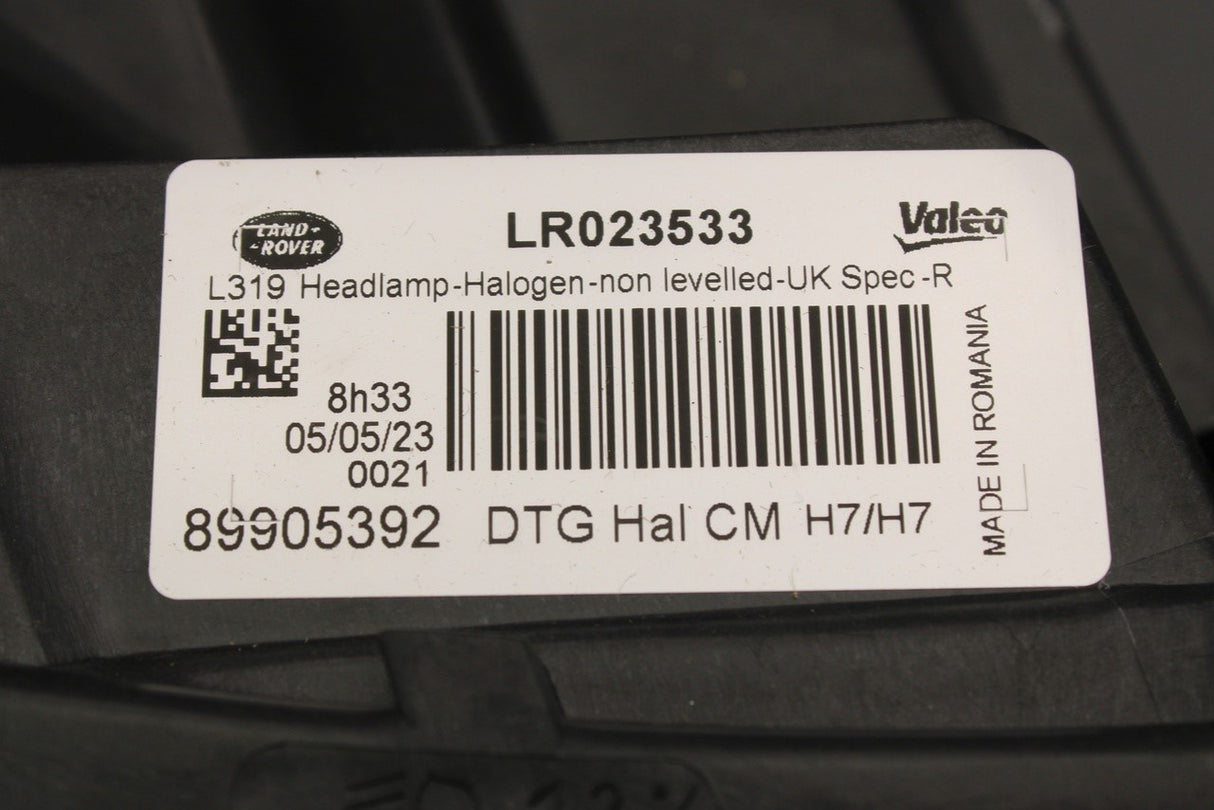 LAND-
-ROVER
LR023533
Valeo
L319 Headlamp-Halogen-non levelled-UK Spec-R
8h33
05/05/23
0021
89905392 DTG Hal CM H7/H7
MADE IN ROMANIA